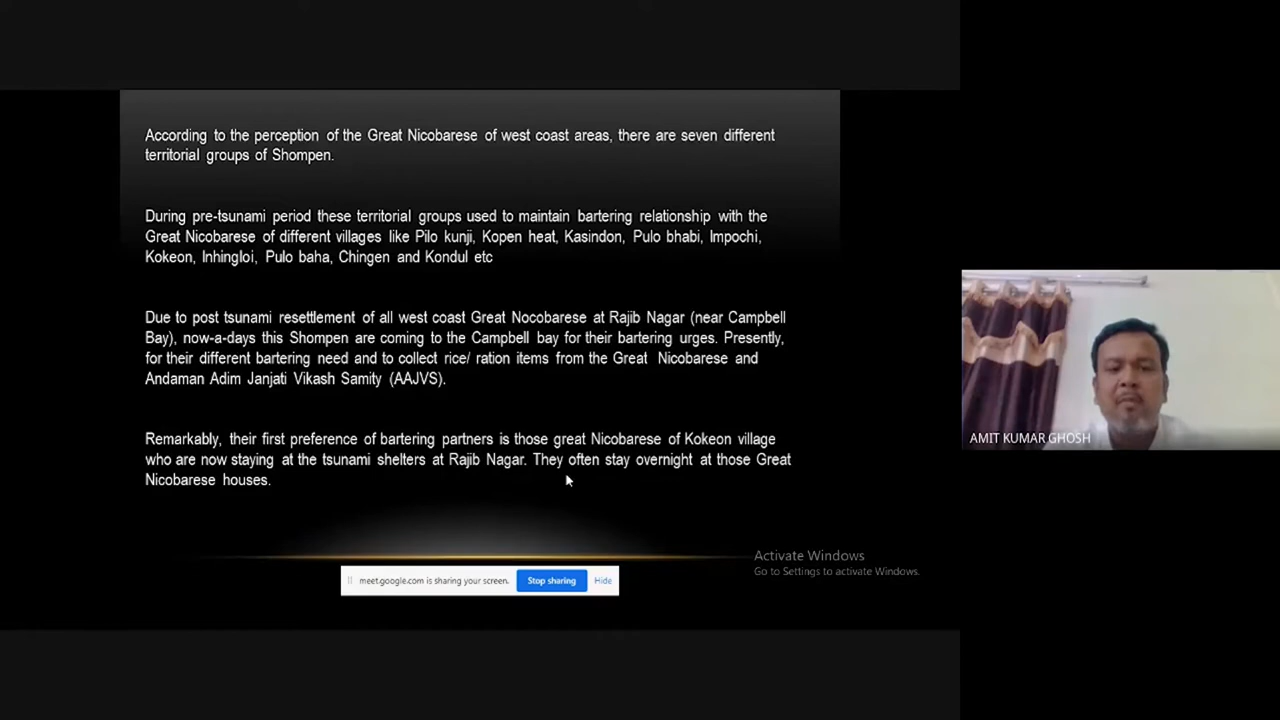 According to the perception of the Great Nicobarese of west coast areas, there are seven different
territorial groups of Shompen.
During pre-tsunami period these territorial groups used to maintain bartering relationship with the
Great Nicobarese of different villages like Pilo kunji, Kopen heat, Kasindon, Pulo bhabi, Impochi,
Kokeon, Inhingloi, Pulo baha, Chingen and Kondul etc
Due to post tsunami resettlement of all west coast Great Nocobarese at Rajib Nagar (near Campbell
Bay), now-a-days this Shompen are coming to the Campbell bay for their bartering urges. Presently,
for their different bartering need and to collect rice/ ration items from the Great Nicobarese and
Andaman Adim Janjati Vikash Samity (AAJVS).
Remarkably, their first preference of bartering partners is those great Nicobarese of Kokeon village
who are now staying at the tsunami shelters at Rajib Nagar. They often stay overnight at those Great
Nicobarese houses.
AMIT KUMAR GHOSH
Activate Windows
Go to Settings to activate Windows.
meet.google.com is sharing your screen. Stop sharing Hide